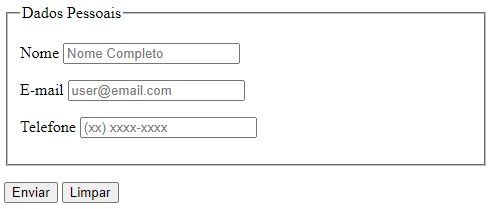 Dados Pessoais
Nome Nome Completo
E-mail user@email.com
Telefone (xx) xxxx-xxxx
Enviar Limpar